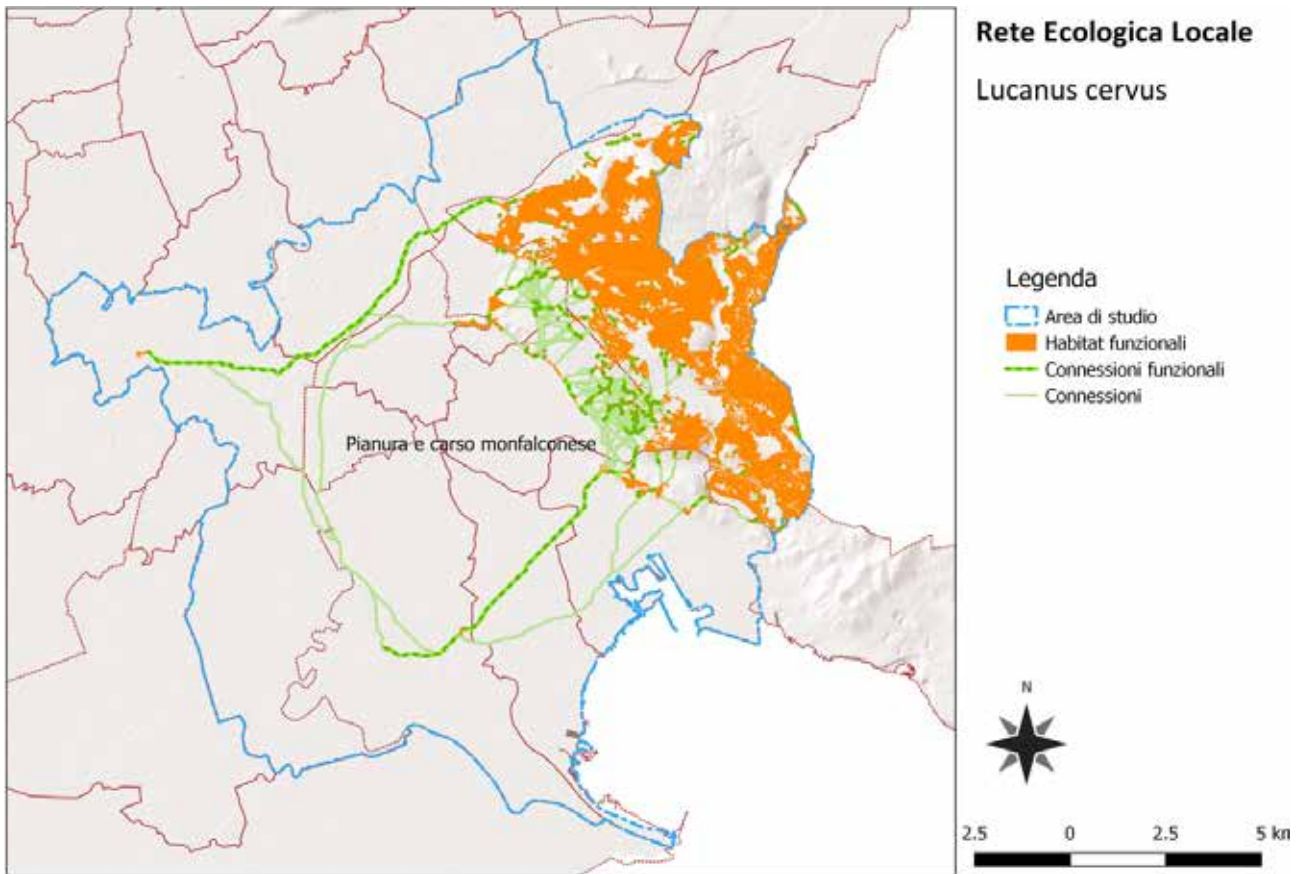 Rete Ecologica Locale
Lucanus cervus
Legenda
Area di studio
Habitat funzionali
Connessioni funzionali
Connessioni
Pianura e carso monfalconese
N
2.5 0 2.5 5 km